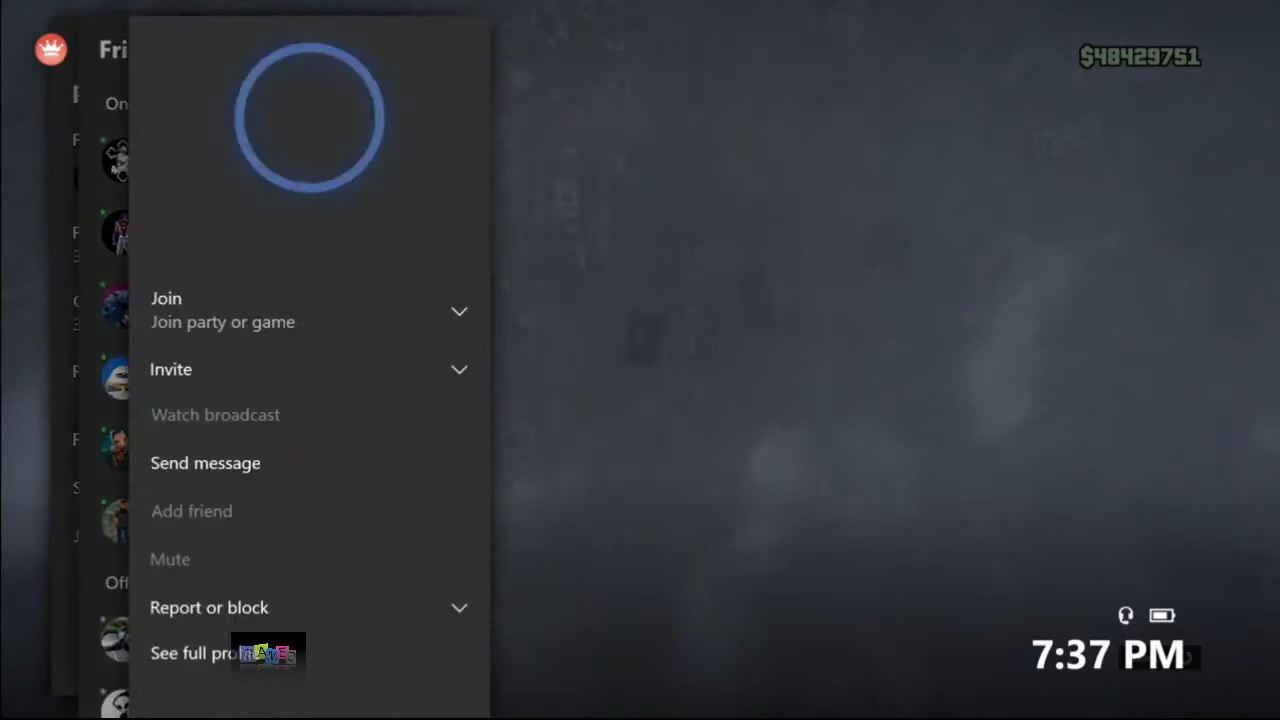 Fri
$48429751
On
Join
Join party or game
Invite
Watch broadcast
Send message
Add friend
Mute
Off
Report or block
See full pro
GAMES
7:37 PM